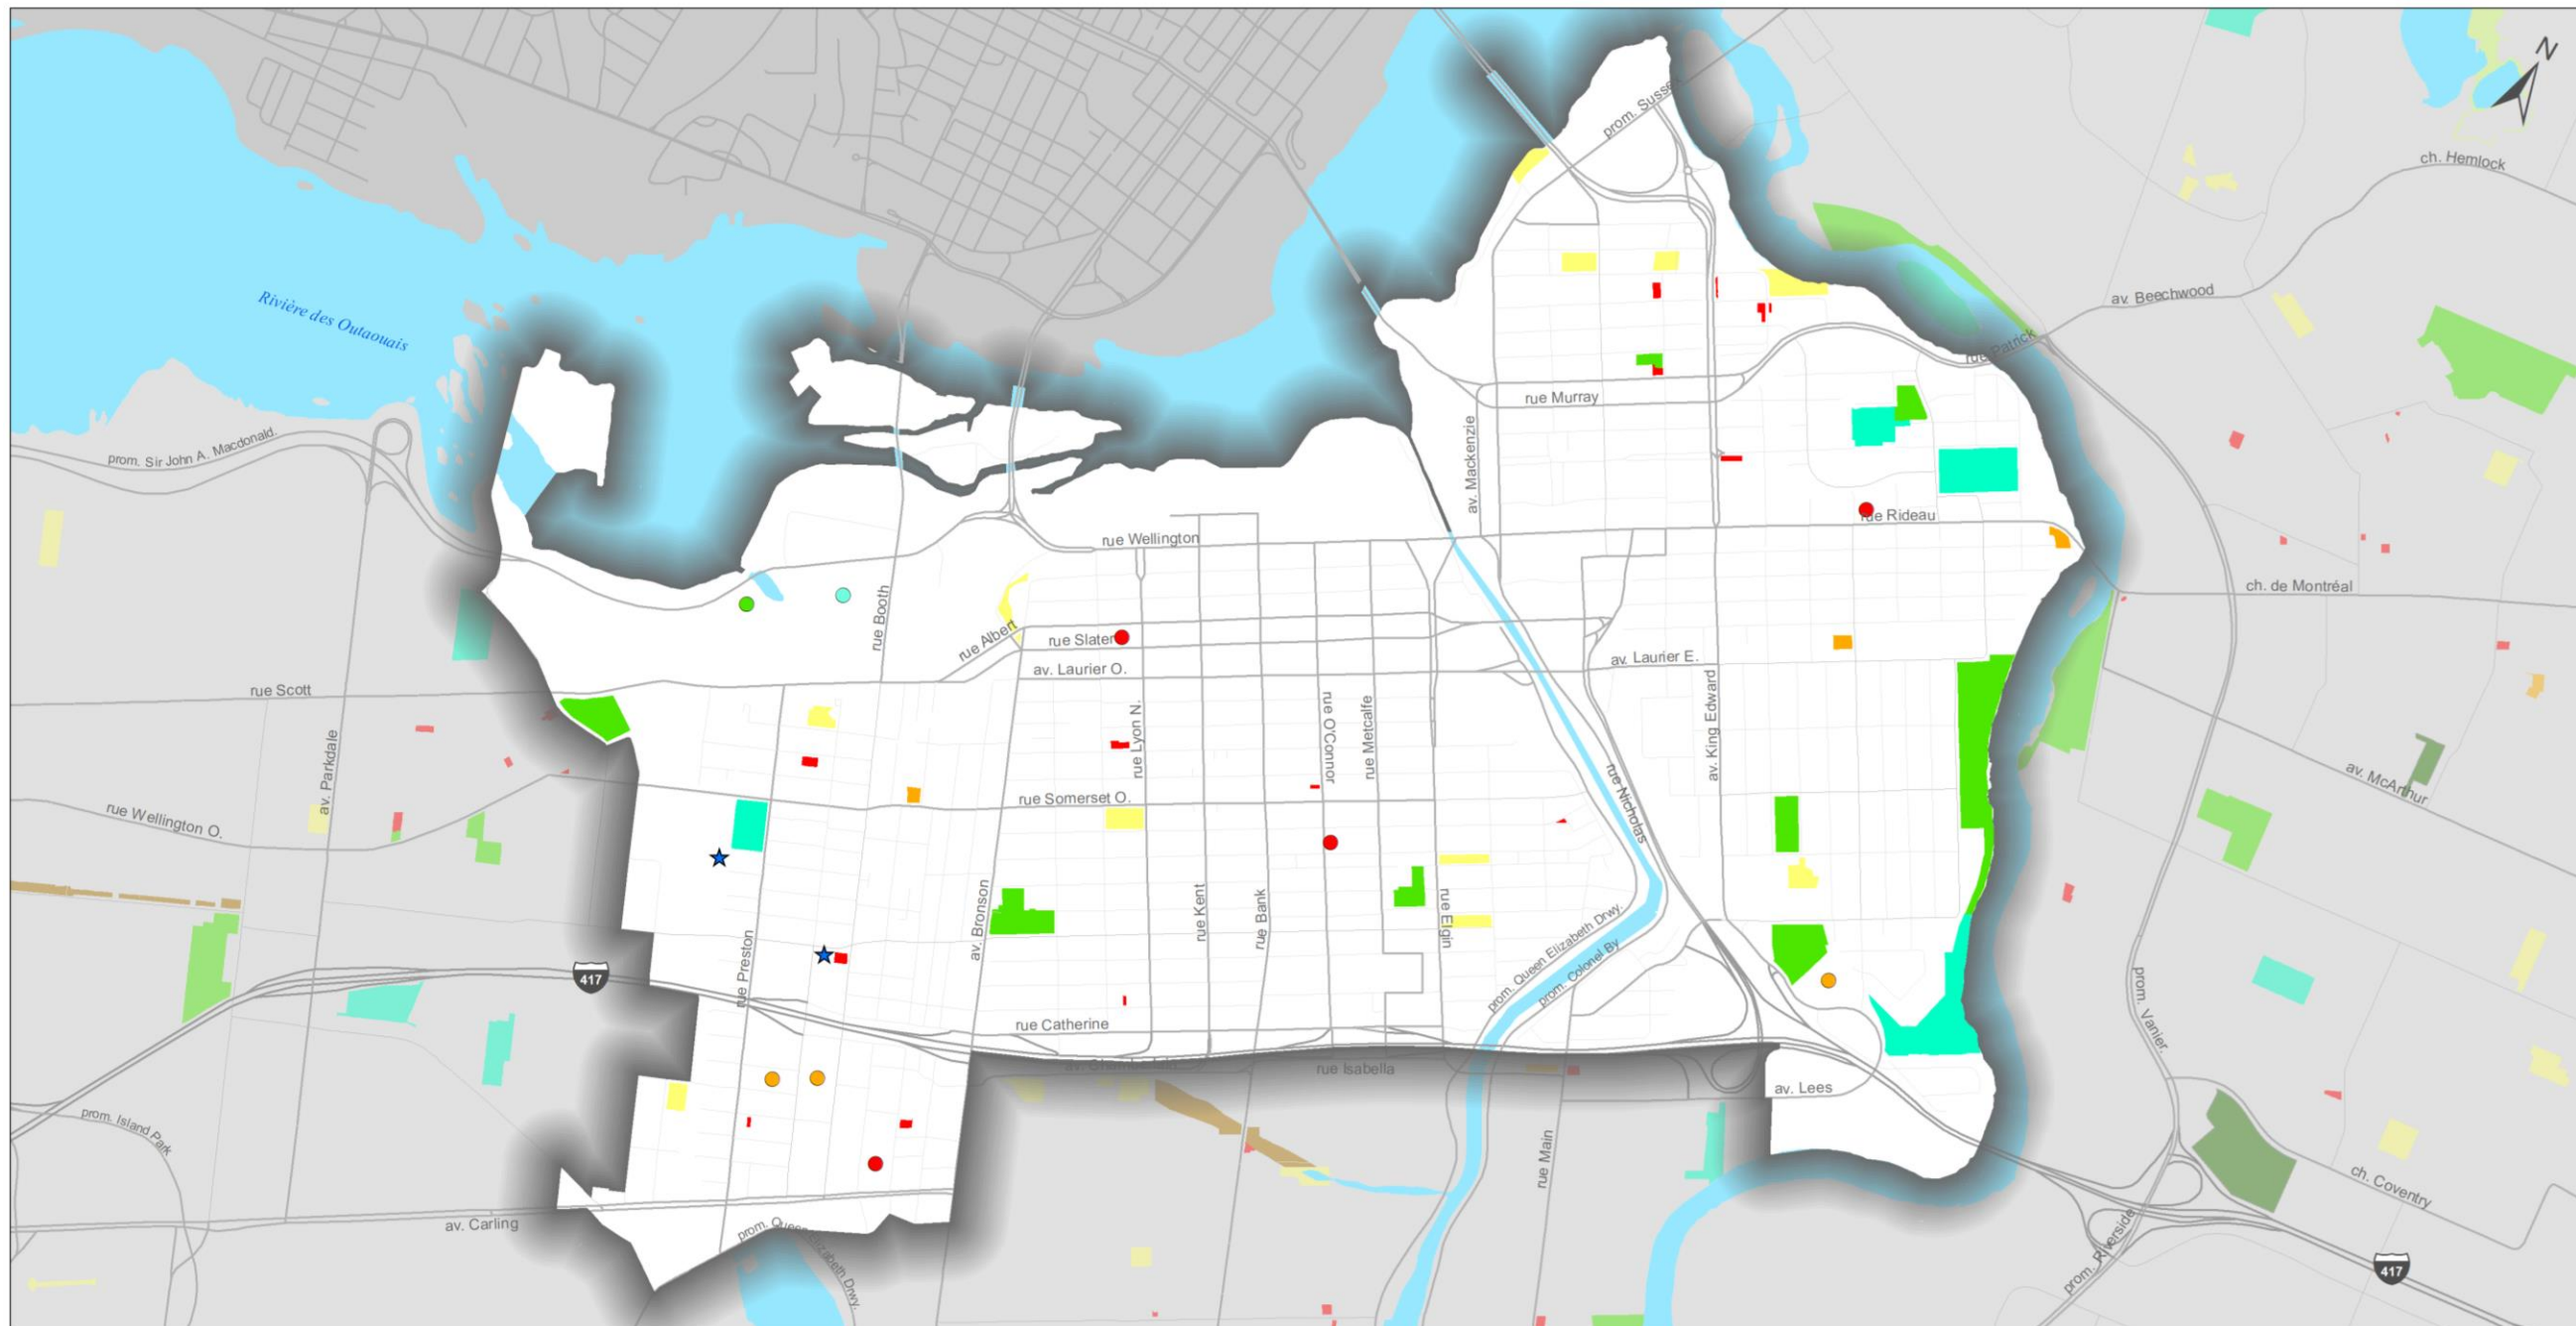 N
prom. Sussex
ch. Hemlock
Rivière des Outaouais
av. Beechwood
rue Patrick
rue Murray
av. Mackenzie
prom. Sir John A. Macdonald.
rue Rideau
rue Wellington
ch. de Montréal
rue Booth
rue Albert
rue Slater
av. Laurier O.
av. Laurier E.
rue Scott
rue Lyon N.
rue O'Connor
rue Metcalfe
av. King Edward
av. Parkdale
rue Nicholas
av. McArthur
rue Somerset O.
rue Wellington O.
av. Bronson
rue Kent
rue Bank
rue Elgin
rue Preston
prom. Queen Elizabeth Drwy.
prom. Colonel By
417
prom. Vanier.
rue Catherine
rue Isabella
av. Lees
prom. Island Park
rue Main
ch. Coventry
av. Carling
prom. Queen Elizabeth Drwy.
prom. Riverside
417